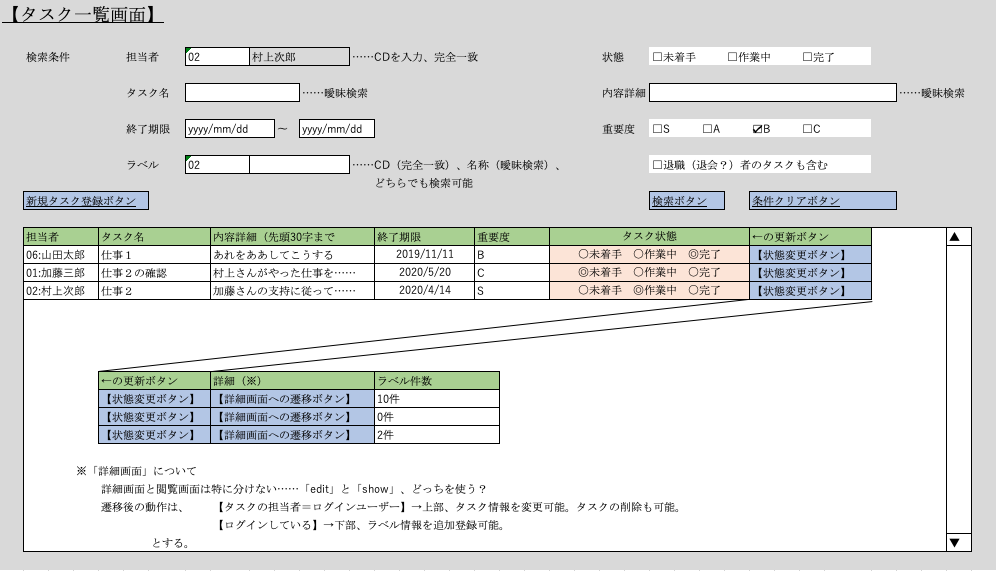 【タスク一覧画面】
検索条件 担当者 02 村上次郎 ……CDを入力、完全一致 状態 □未着手 □作業中 □完了
タスク名 ……曖昧検索 内容詳細 ……曖昧検索
終了期限 yyyy/mm/dd ～ yyyy/mm/dd 重要度 □S □A ☑B □C
ラベル 02 ……CD（完全一致）、名称（曖昧検索）、 □退職（退会？）者のタスクも含む
どちらでも検索可能
新規タスク登録ボタン 検索ボタン 条件クリアボタン
担当者 タスク名 内容詳細（先頭30字まで 終了期限 重要度 タスク状態 ←の更新ボタン ▲
06:山田太郎 仕事１ あれをああしてこうする 2019/11/11 B ○未着手 ○作業中 ◎完了 【状態変更ボタン】
01:加藤三郎 仕事２の確認 村上さんがやった仕事を…… 2020/5/20 C ◎未着手 ○作業中 ○完了 【状態変更ボタン】
02:村上次郎 仕事２ 加藤さんの支持に従って…… 2020/4/14 S ○未着手 ◎作業中 ○完了 【状態変更ボタン】
←の更新ボタン 詳細（※） ラベル件数
【状態変更ボタン】 【詳細画面への遷移ボタン】 10件
【状態変更ボタン】 【詳細画面への遷移ボタン】 0件
【状態変更ボタン】 【詳細画面への遷移ボタン】 2件
※「詳細画面」について
詳細画面と閲覧画面は特に分けない……「edit」と「show」、どっちを使う？
遷移後の動作は、 【タスクの担当者＝ログインユーザー】→上部、タスク情報を変更可能。タスクの削除も可能。
【ログインしている】→下部、ラベル情報を追加登録可能。
とする。 ▼